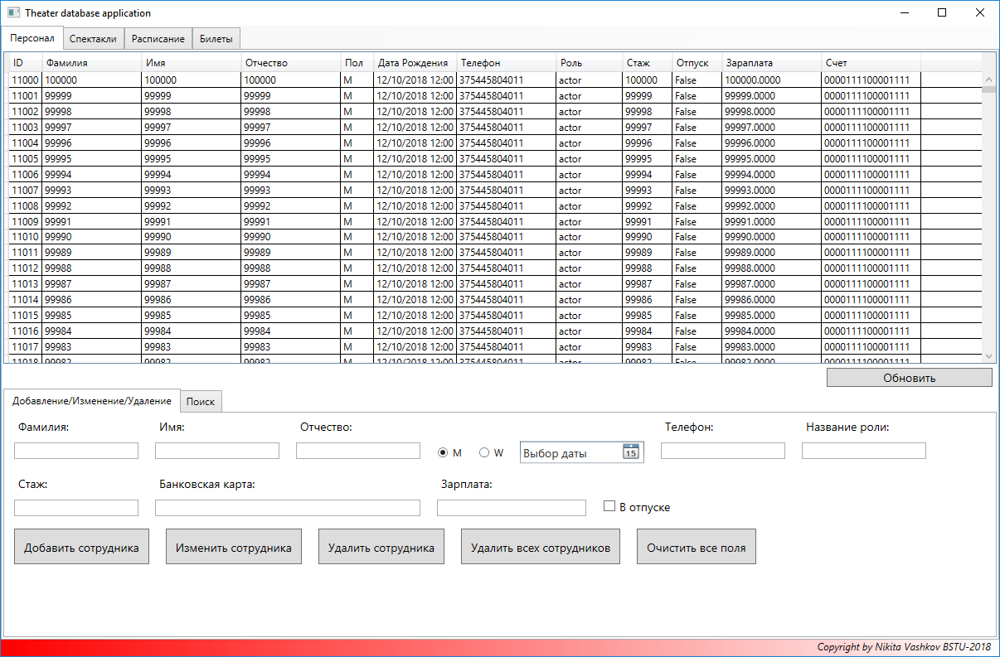 Theater database application
Персонал Спектакли Расписание Билеты
ID Фамилия Имя Отчество Пол Дата Рождения Телефон Роль Стаж Отпуск Зараплата Счет
11000 100000 100000 100000 M 12/10/2018 12:00 375445804011 actor 100000 False 100000.0000 0000111100001111
11001 99999 99999 99999 M 12/10/2018 12:00 375445804011 actor 99999 False 99999.0000 0000111100001111
11002 99998 99998 99998 M 12/10/2018 12:00 375445804011 actor 99998 False 99998.0000 0000111100001111
11003 99997 99997 99997 M 12/10/2018 12:00 375445804011 actor 99997 False 99997.0000 0000111100001111
11004 99996 99996 99996 M 12/10/2018 12:00 375445804011 actor 99996 False 99996.0000 0000111100001111
11005 99995 99995 99995 M 12/10/2018 12:00 375445804011 actor 99995 False 99995.0000 0000111100001111
11006 99994 99994 99994 M 12/10/2018 12:00 375445804011 actor 99994 False 99994.0000 0000111100001111
11007 99993 99993 99993 M 12/10/2018 12:00 375445804011 actor 99993 False 99993.0000 0000111100001111
11008 99992 99992 99992 M 12/10/2018 12:00 375445804011 actor 99992 False 99992.0000 0000111100001111
11009 99991 99991 99991 M 12/10/2018 12:00 375445804011 actor 99991 False 99991.0000 0000111100001111
11010 99990 99990 99990 M 12/10/2018 12:00 375445804011 actor 99990 False 99990.0000 0000111100001111
11011 99989 99989 99989 M 12/10/2018 12:00 375445804011 actor 99989 False 99989.0000 0000111100001111
11012 99988 99988 99988 M 12/10/2018 12:00 375445804011 actor 99988 False 99988.0000 0000111100001111
11013 99987 99987 99987 M 12/10/2018 12:00 375445804011 actor 99987 False 99987.0000 0000111100001111
11014 99986 99986 99986 M 12/10/2018 12:00 375445804011 actor 99986 False 99986.0000 0000111100001111
11015 99985 99985 99985 M 12/10/2018 12:00 375445804011 actor 99985 False 99985.0000 0000111100001111
11016 99984 99984 99984 M 12/10/2018 12:00 375445804011 actor 99984 False 99984.0000 0000111100001111
11017 99983 99983 99983 M 12/10/2018 12:00 375445804011 actor 99983 False 99983.0000 0000111100001111
11018 99982 99982 99982 M 12/10/2018 12:00 375445804011 actor 99982 False 99982.0000 0000111100001111
Обновить
Добавление/Изменение/Удаление Поиск
Фамилия: Имя: Отчество: Телефон: Название роли:
M W Выбор даты 15
Стаж: Банковская карта: Зарплата:
В отпуске
Добавить сотрудника Изменить сотрудника Удалить сотрудника Удалить всех сотрудников Очистить все поля
Copyright by Nikita Vashkov BSTU-2018